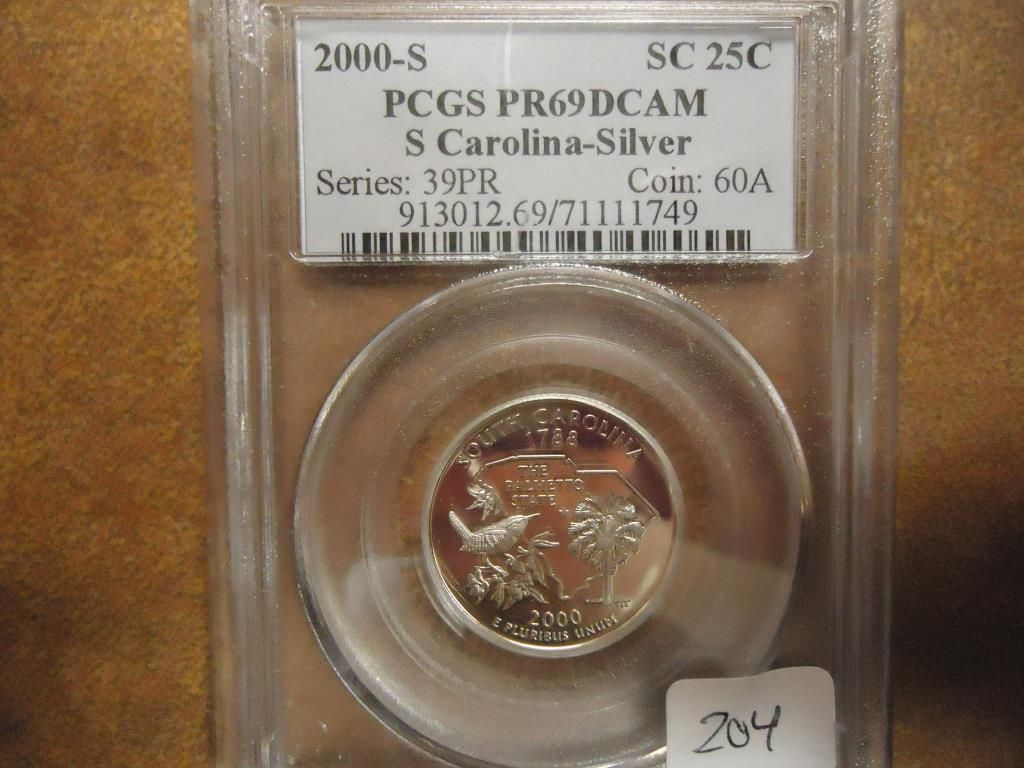 2000-S SC 25C
PCGS PR69DCAM
S Carolina-Silver
Series: 39PR Coin: 60A
913012.69/71111749
SOUTH CAROLINA
1788
THE
PALMETTO
STATE
2000
E PLURIBUS UNUM
204